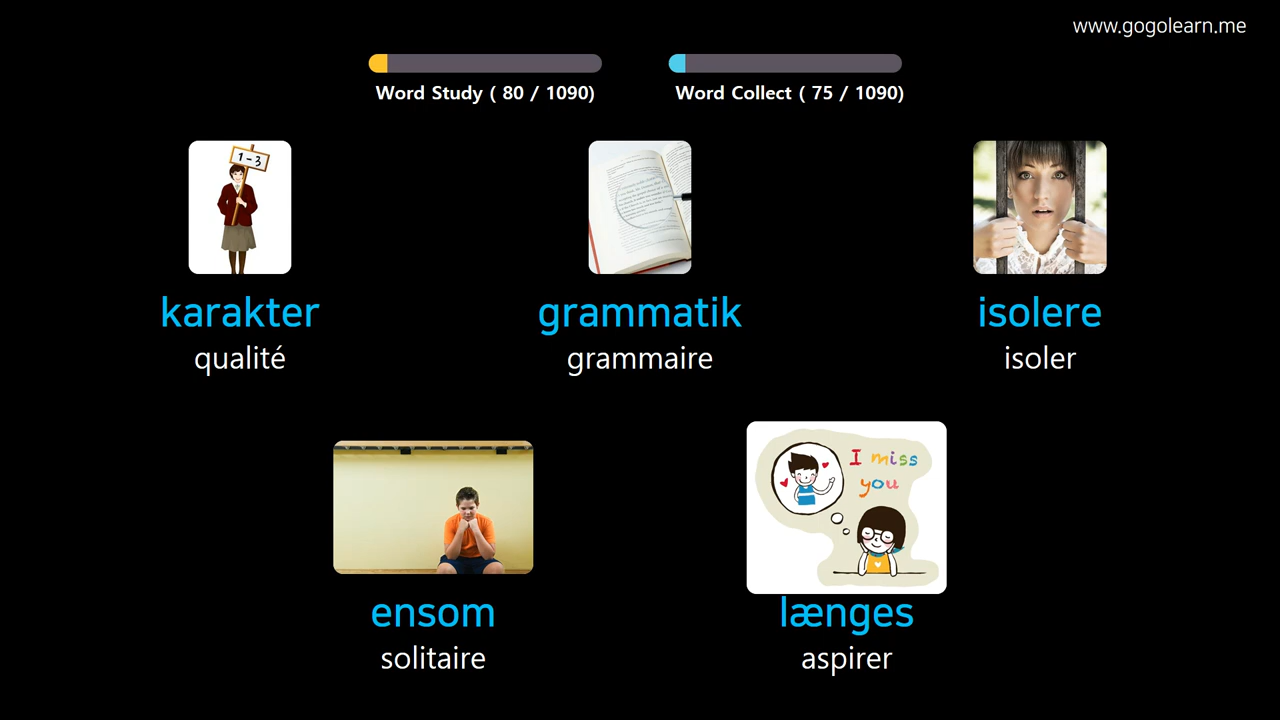 www.gogolearn.me
Word Study ( 80 / 1090)
Word Collect ( 75 / 1090)
1-3
karakter
qualité
grammatik
grammaire
isolere
isoler
I miss
you
ensom
solitaire
længes
aspirer